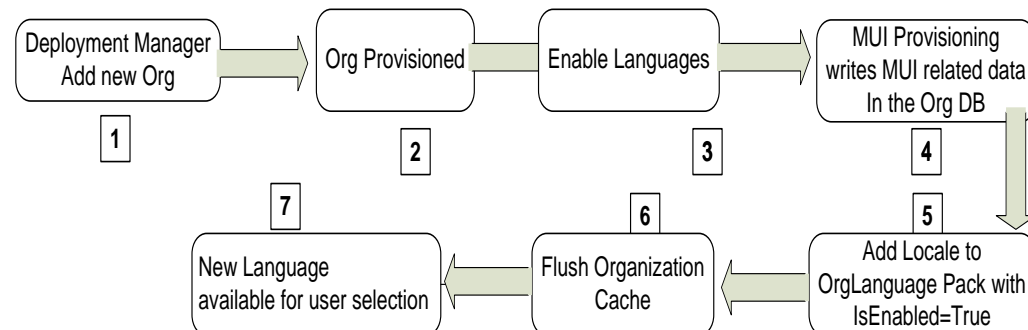 Deployment Manager
Add new Org
1
Org Provisioned
2
Enable Languages
3
MUI Provisioning
writes MUI related data
In the Org DB
4
5
Add Locale to
OrgLanguage Pack with
IsEnabled=True
6
Flush Organization
Cache
7
New Language
available for user selection